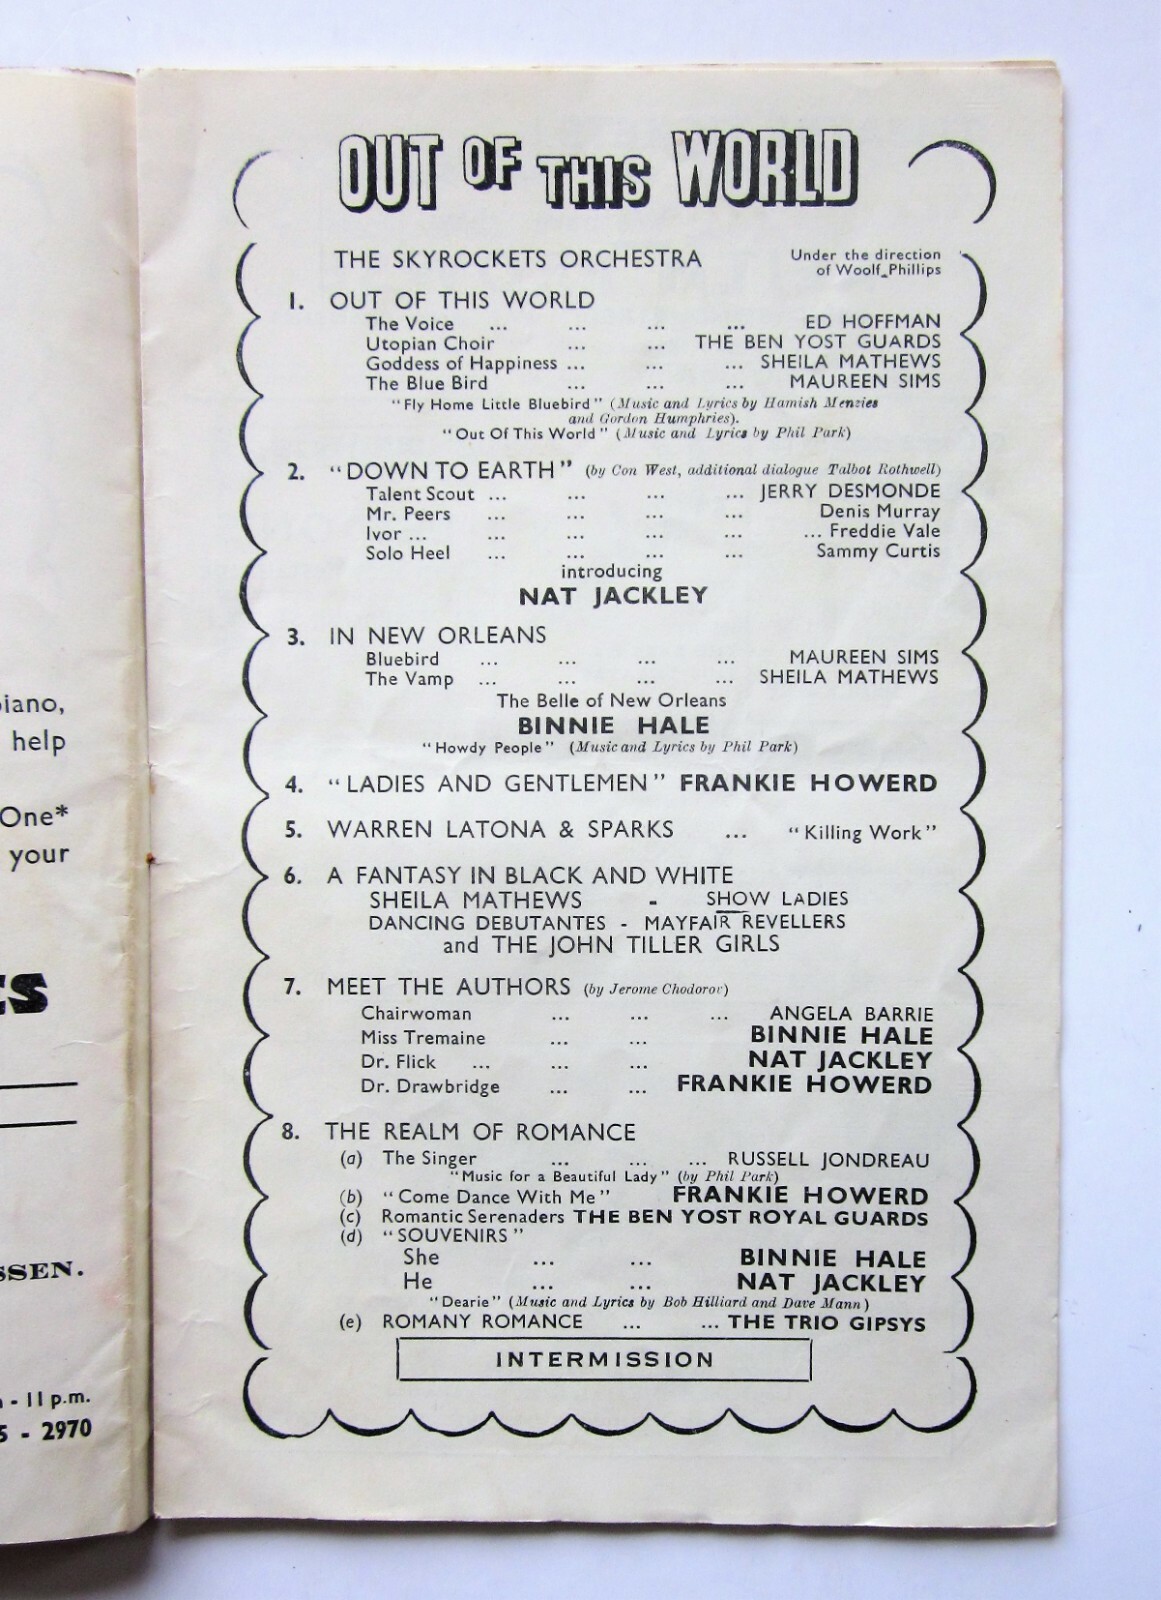 OUT OF THIS WORLD
THE SKYROCKETS ORCHESTRA Under the direction
of Woolf Phillips
1. OUT OF THIS WORLD
The Voice ... ... ... ... ED HOFFMAN
Utopian Choir ... ... THE BEN YOST GUARDS
Goddess of Happiness ... ... ... SHEILA MATHEWS
The Blue Bird ... ... ... MAUREEN SIMS
"Fly Home Little Bluebird" (Music and Lyrics by Hamish Menzies
and Gordon Humphries).
"Out Of This World" (Music and Lyrics by Phil Park)
2. "DOWN TO EARTH" (by Con West, additional dialogue Talbot Rothwell)
Talent Scout ... ... ... ... JERRY DESMONDE
Mr. Peers ... ... ... ... Denis Murray
Ivor ... ... ... ... ... Freddie Vale
Solo Heel ... ... ... ... Sammy Curtis
introducing
NAT JACKLEY
3. IN NEW ORLEANS
Bluebird ... ... ... ... MAUREEN SIMS
The Vamp ... ... ... ... SHEILA MATHEWS
The Belle of New Orleans
BINNIE HALE
"Howdy People" (Music and Lyrics by Phil Park)
4. "LADIES AND GENTLEMEN" FRANKIE HOWERD
5. WARREN LATONA & SPARKS ... "Killing Work"
6. A FANTASY IN BLACK AND WHITE
SHEILA MATHEWS - SHOW LADIES
DANCING DEBUTANTES - MAYFAIR REVELLERS
and THE JOHN TILLER GIRLS
7. MEET THE AUTHORS (by Jerome Chodorov)
Chairwoman ... ... ... ANGELA BARRIE
Miss Tremaine ... ... BINNIE HALE
Dr. Flick ... ... ... NAT JACKLEY
Dr. Drawbridge ... ... FRANKIE HOWERD
8. THE REALM OF ROMANCE
(a) The Singer ... ... ... RUSSELL JONDREAU
"Music for a Beautiful Lady" (by Phil Park)
(b) "Come Dance With Me" FRANKIE HOWERD
(c) Romantic Serenaders THE BEN YOST ROYAL GUARDS
(d) "SOUVENIRS"
She ... ... BINNIE HALE
He ... ... NAT JACKLEY
"Dearie" (Music and Lyrics by Bob Hilliard and Dave Mann)
(e) ROMANY ROMANCE ... ... THE TRIO GIPSYS
INTERMISSION
help
One*
your
SSEN.
- 11 p.m.
5 - 2970